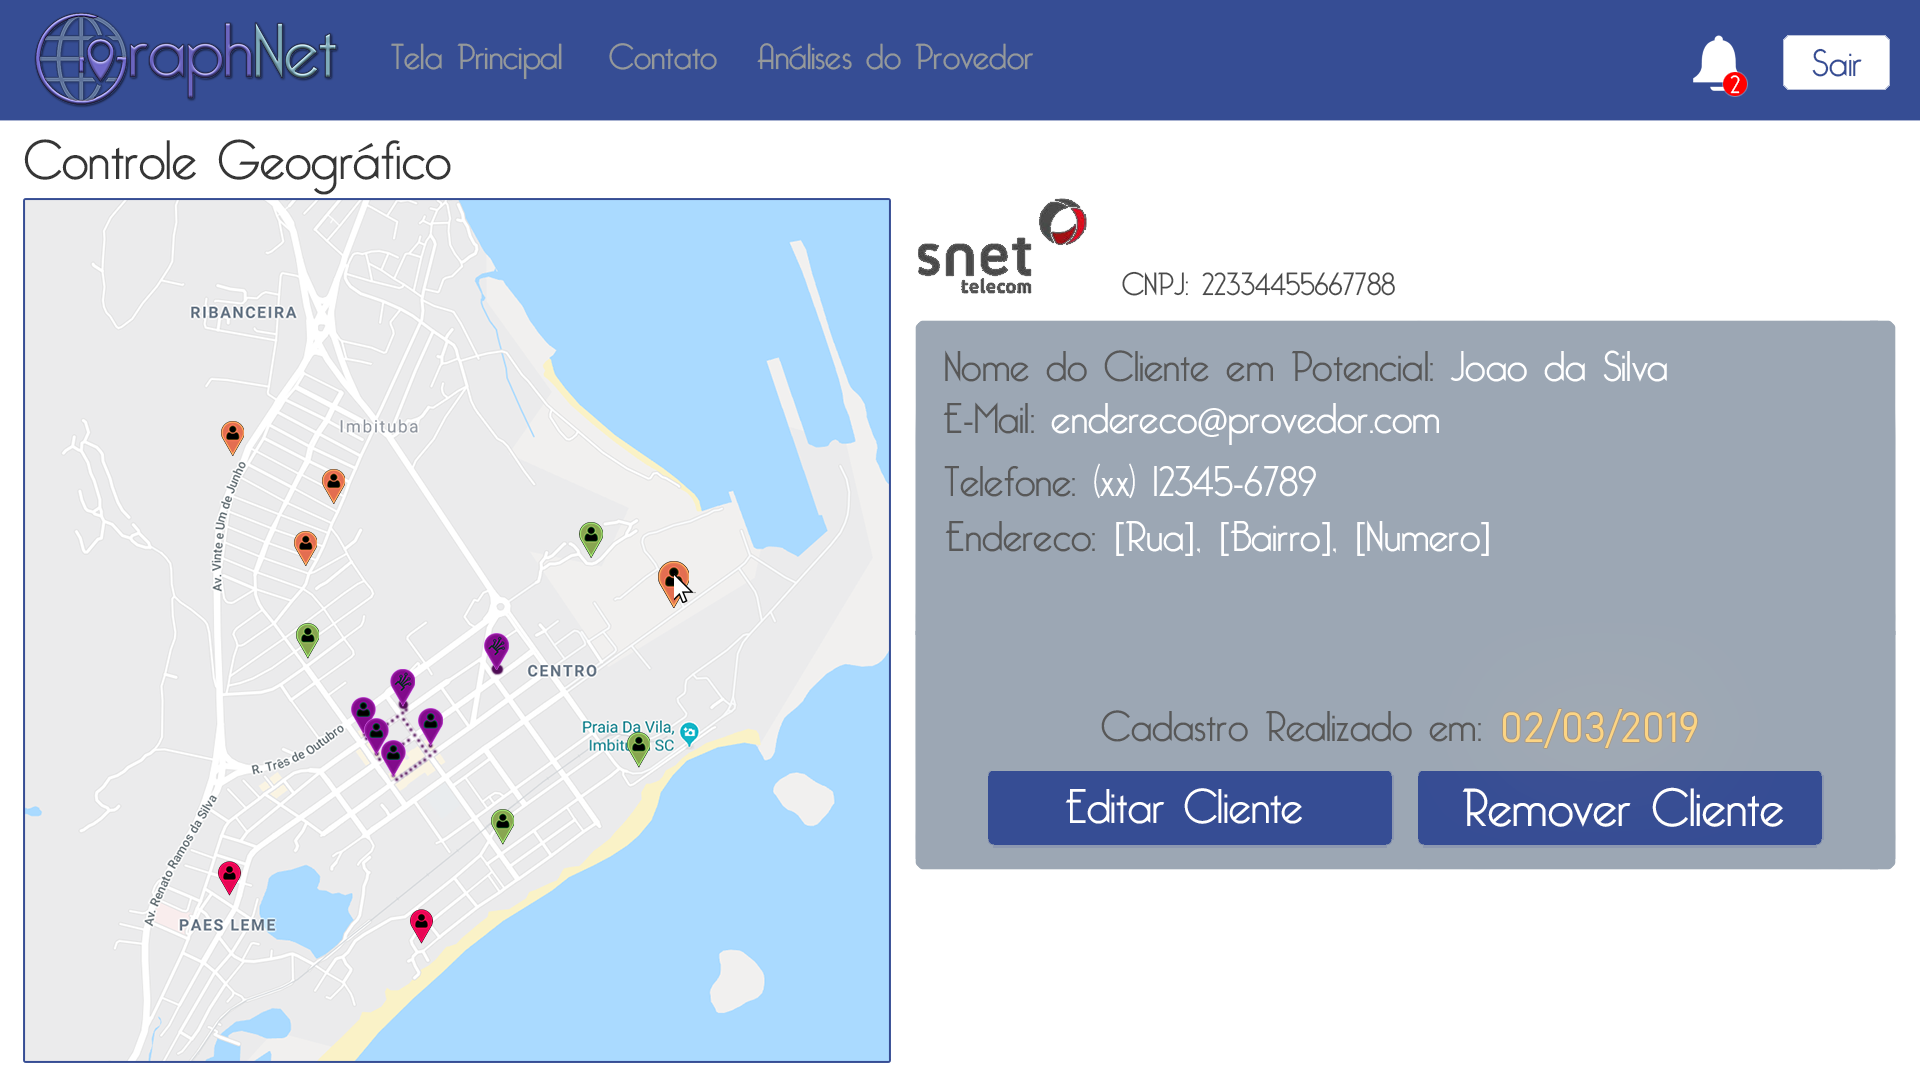 GraphNet
Tela Principal
Contato
Análises do Provedor
2
Sair
Controle Geográfico
RIBANCEIRA
Imbituba
Av. Vinte e Um de Junho
CENTRO
Praia Da Vila,
Imbituba SC
R. Três de Outubro
Av. Renato Ramos da Silva
PAES LEME
snet
telecom
CNPJ: 22334455667788
Nome do Cliente em Potencial: Joao da Silva
E-Mail: endereco@provedor.com
Telefone: (xx) 12345-6789
Endereco: [Rua], [Bairro], [Numero]
Cadastro Realizado em: 02/03/2019
Editar Cliente
Remover Cliente